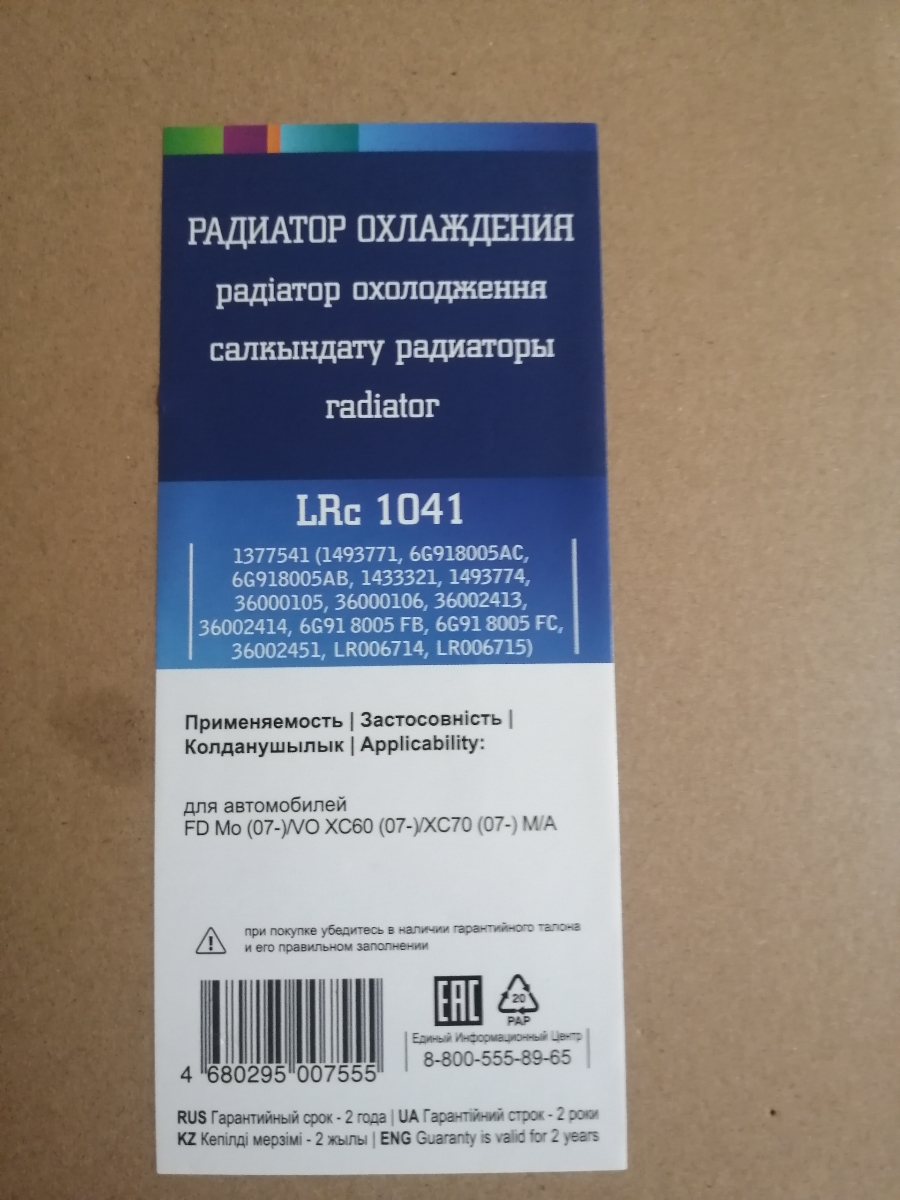 РАДИАТОР ОХЛАЖДЕНИЯ
радіатор охолодження
салкындату радиаторы
radiator
LRc 1041
1377541 (1493771, 6G918005AC,
6G918005AB, 1433321, 1493774,
36000105, 36000106, 36002413,
36002414, 6G91 8005 FB, 6G91 8005 FC,
36002451, LR006714, LR006715)
Применяемость | Застосовність |
Колданушылык | Applicability:
для автомобилей
FD Mo (07-)/VO XC60 (07-)/XC70 (07-) M/A
при покупке убедитесь в наличии гарантийного талона
и его правильном заполнении
EAC
20
PAP
Единый Информационный Центр
8-800-555-89-65
4 680295 007555
RUS Гарантийный срок - 2 года | UA Гарантійний строк - 2 роки
KZ Кепілді мерзімі - 2 жылы | ENG Guaranty is valid for 2 years